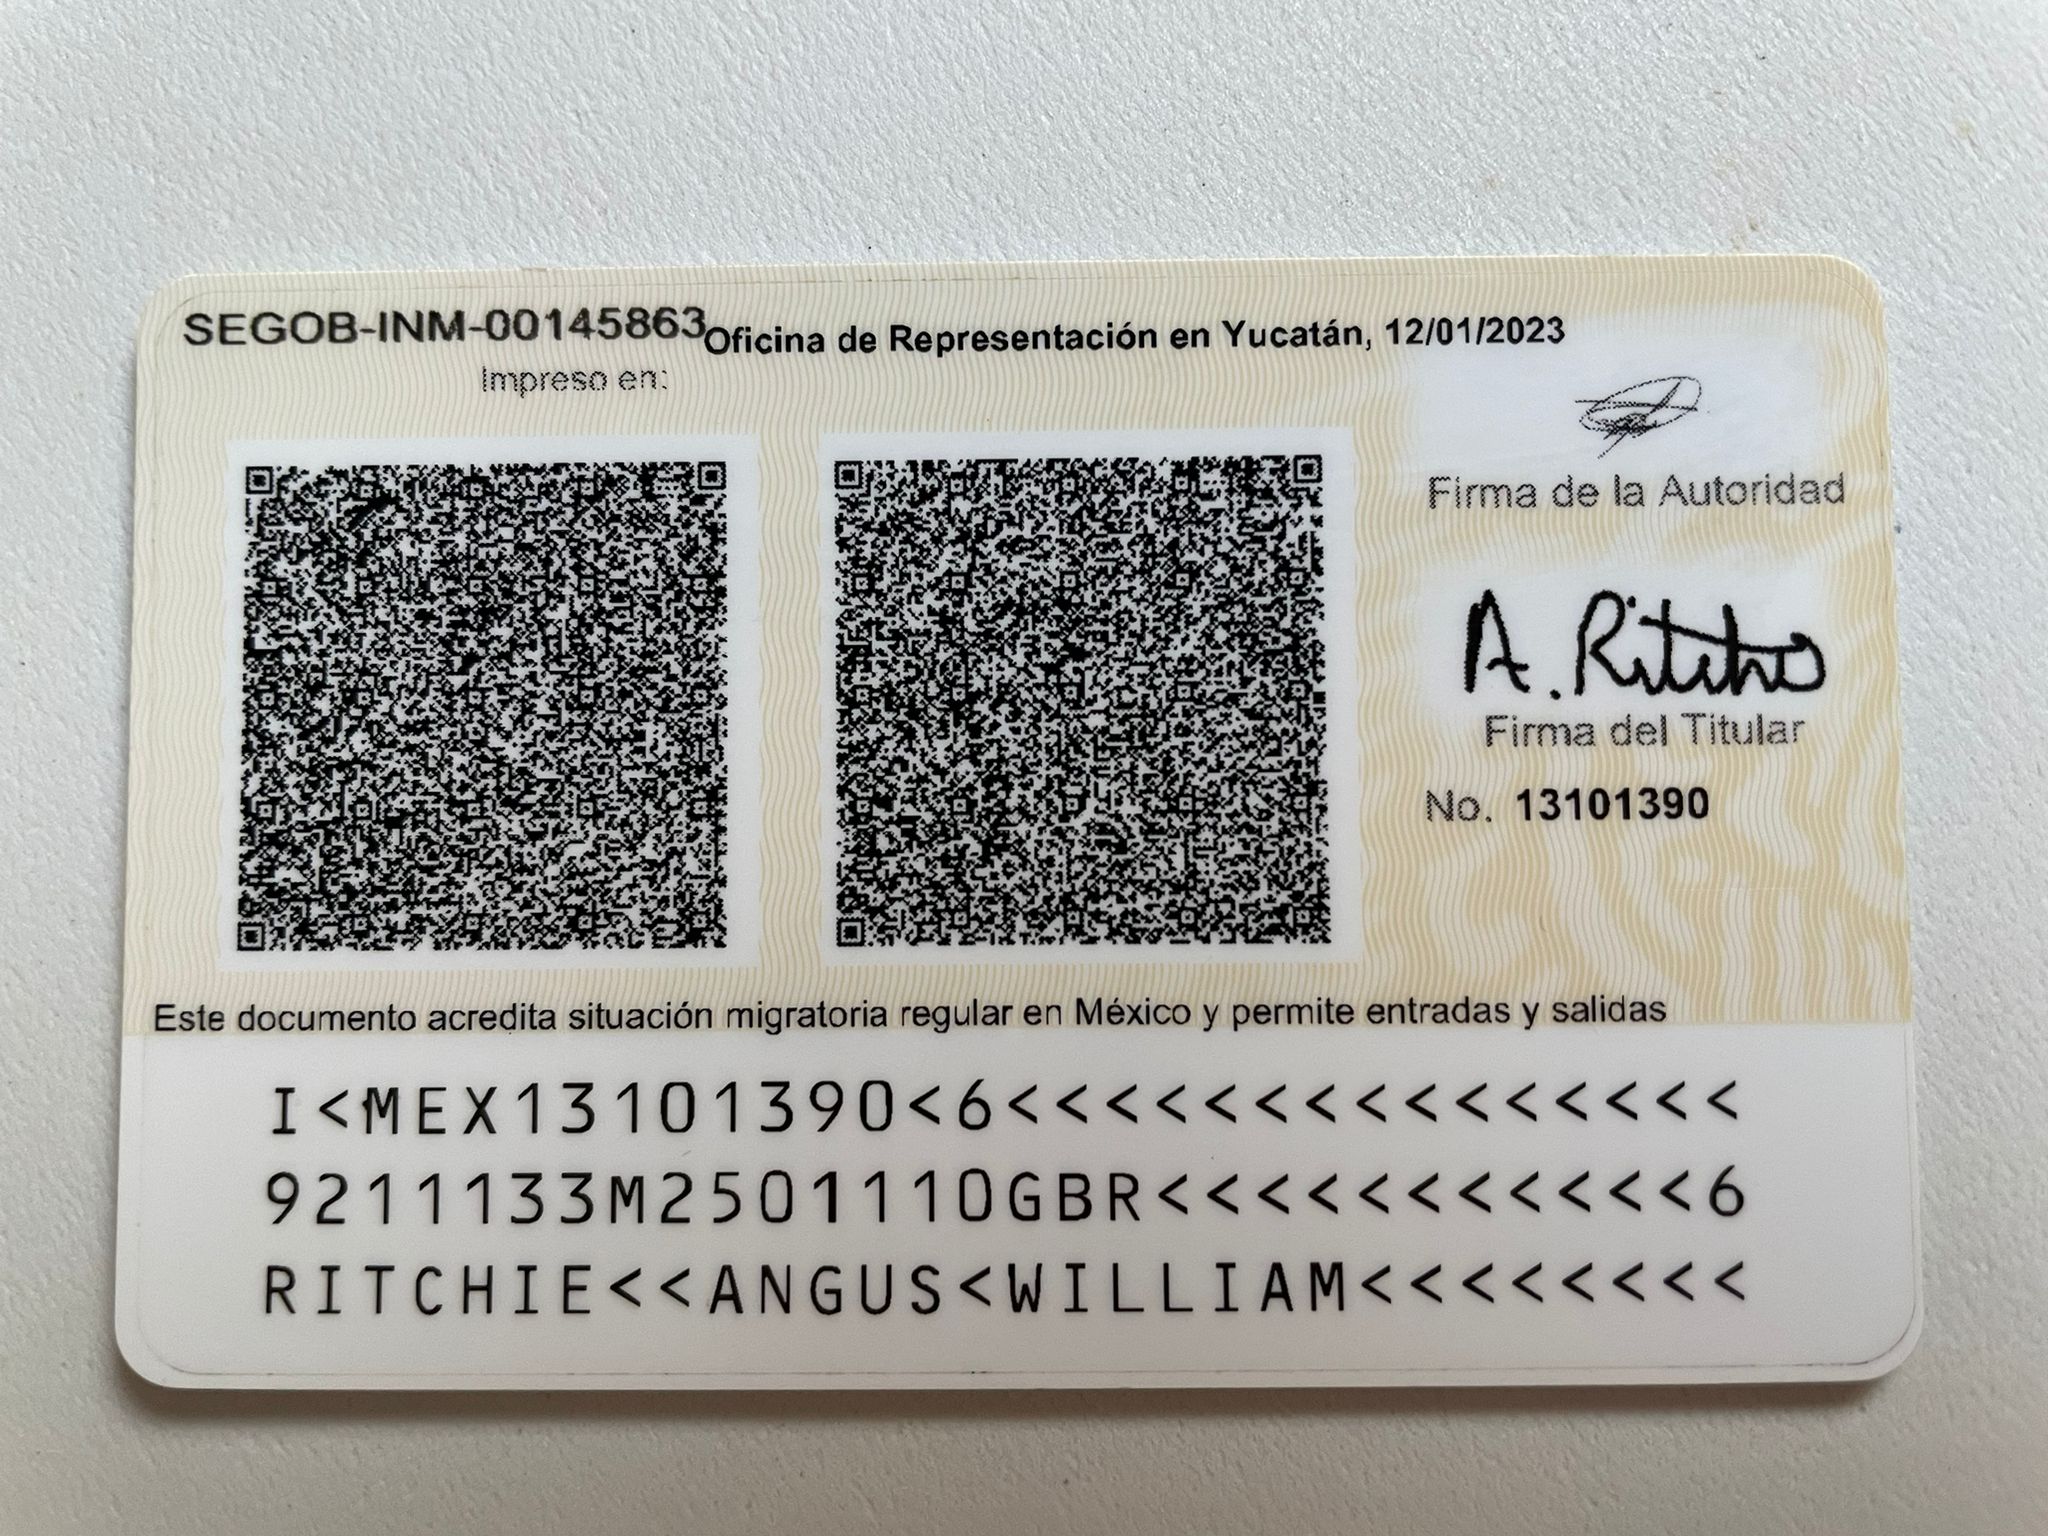 SEGOB-INM-00145863
Oficina de Representación en Yucatán, 12/01/2023
Impreso en:
Firma de la Autoridad
A. Ritchie
Firma del Titular
No. 13101390
Este documento acredita situación migratoria regular en México y permite entradas y salidas
I<MEX13101390<6<<<<<<<<<<<<<<<
9211133M2501110GBR<<<<<<<<<<<6
RITCHIE<<ANGUS<WILLIAM<<<<<<<<